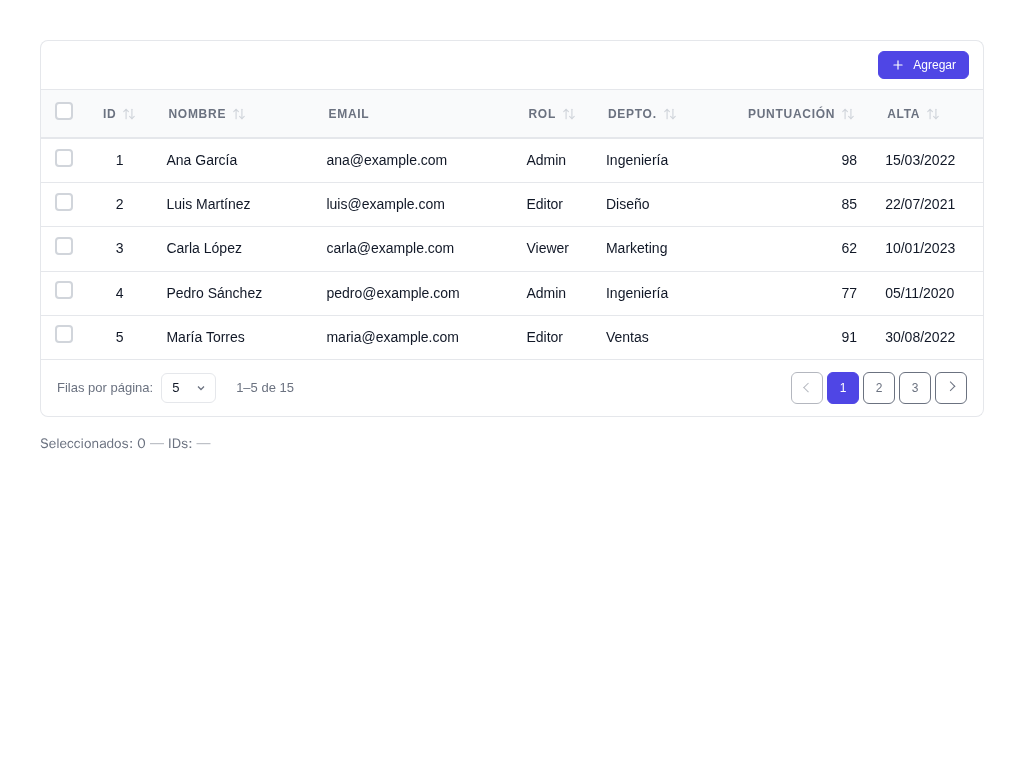 Agregar
ID NOMBRE EMAIL ROL DEPTO. PUNTUACIÓN ALTA
1 Ana García ana@example.com Admin Ingeniería 98 15/03/2022
2 Luis Martínez luis@example.com Editor Diseño 85 22/07/2021
3 Carla López carla@example.com Viewer Marketing 62 10/01/2023
4 Pedro Sánchez pedro@example.com Admin Ingeniería 77 05/11/2020
5 María Torres maria@example.com Editor Ventas 91 30/08/2022
Filas por página: 5 1–5 de 15 1 2 3
Seleccionados: 0 — IDs: —